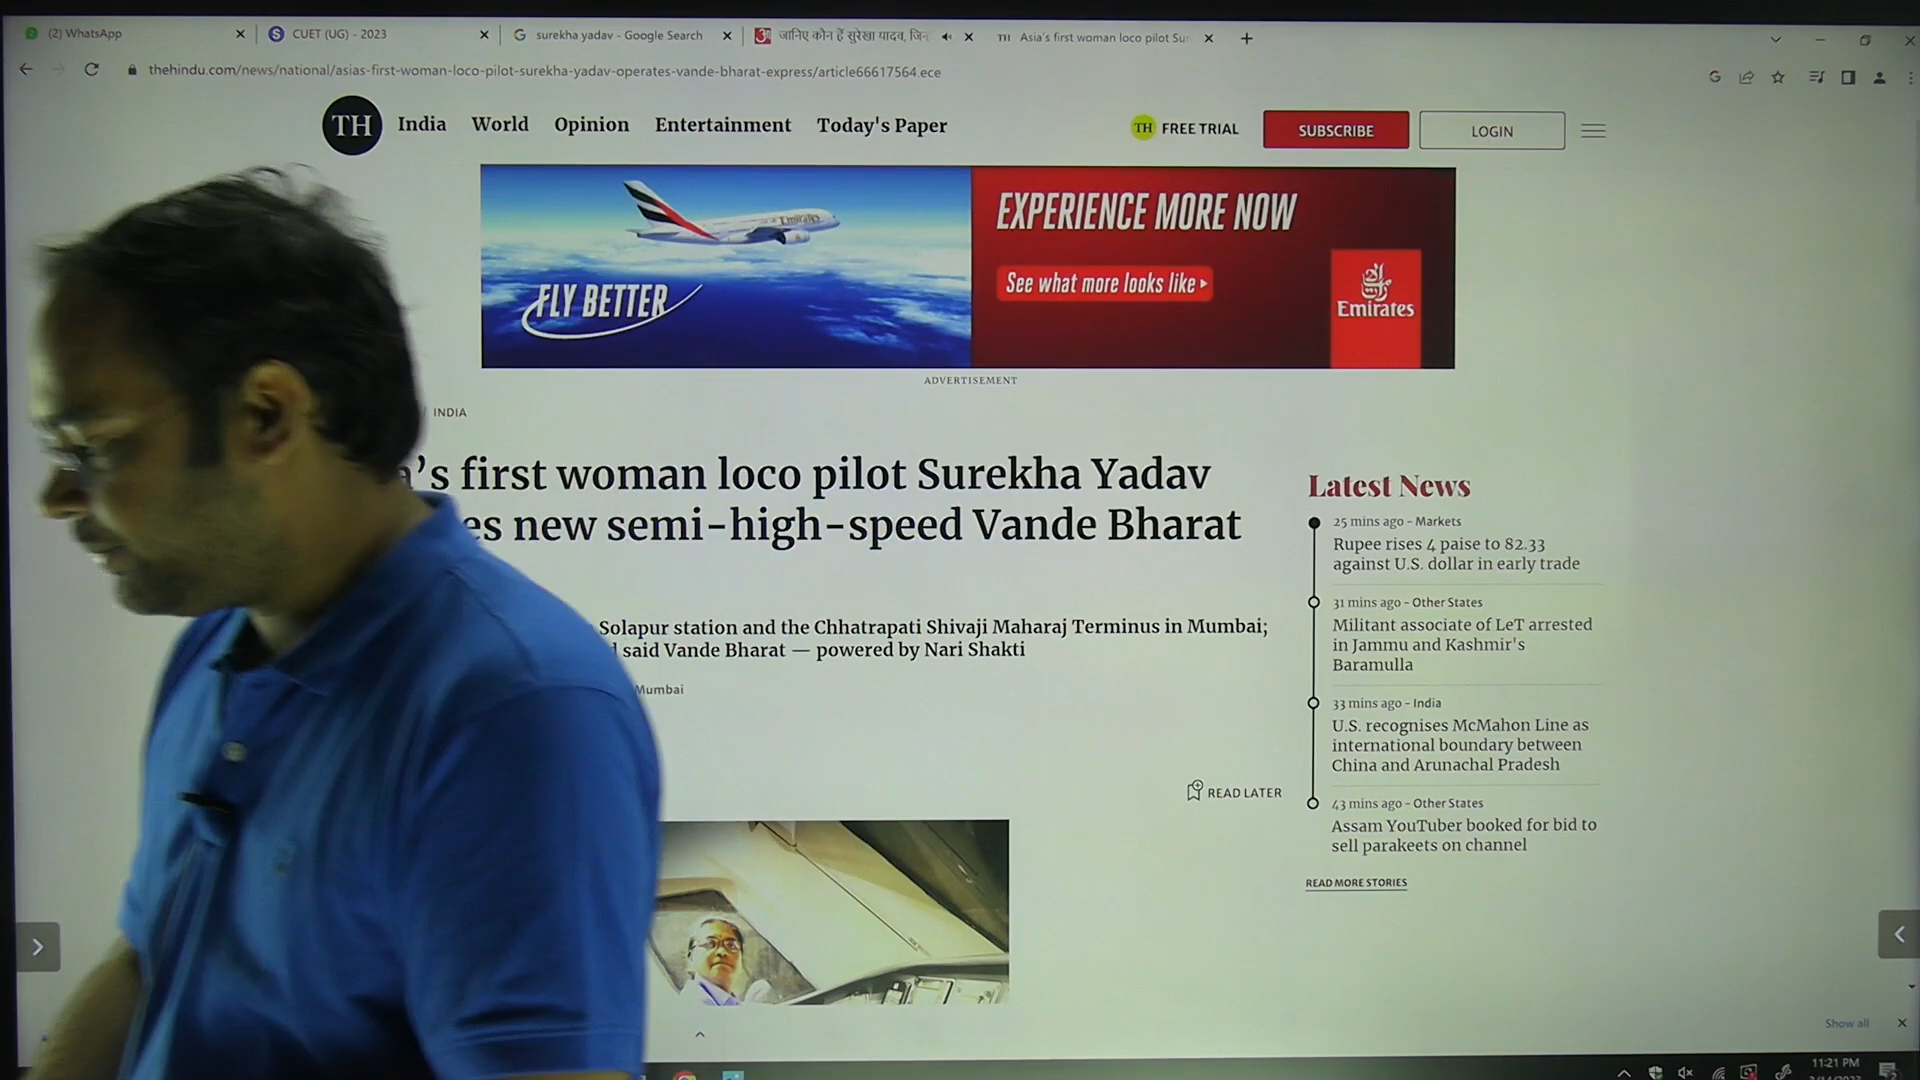 (2) WhatsApp
CUET (UG) - 2023
surekha yadav - Google Search
जानिए कौन हैं सुरेखा यादव, जिन
TH Asia's first woman loco pilot Sur
thehindu.com/news/national/asias-first-woman-loco-pilot-surekha-yadav-operates-vande-bharat-express/article66617564.ece
TH India World Opinion Entertainment Today's Paper
TH FREE TRIAL
SUBSCRIBE
LOGIN
Emirates
FLY BETTER
EXPERIENCE MORE NOW
See what more looks like
Emirates
ADVERTISEMENT
INDIA
's first woman loco pilot Surekha Yadav
es new semi-high-speed Vande Bharat
Solapur station and the Chhatrapati Shivaji Maharaj Terminus in Mumbai;
said Vande Bharat — powered by Nari Shakti
Mumbai
READ LATER
Latest News
25 mins ago - Markets
Rupee rises 4 paise to 82.33
against U.S. dollar in early trade
31 mins ago - Other States
Militant associate of LeT arrested
in Jammu and Kashmir's
Baramulla
33 mins ago - India
U.S. recognises McMahon Line as
international boundary between
China and Arunachal Pradesh
43 mins ago - Other States
Assam YouTuber booked for bid to
sell parakeets on channel
READ MORE STORIES
Show all
11:21 PM